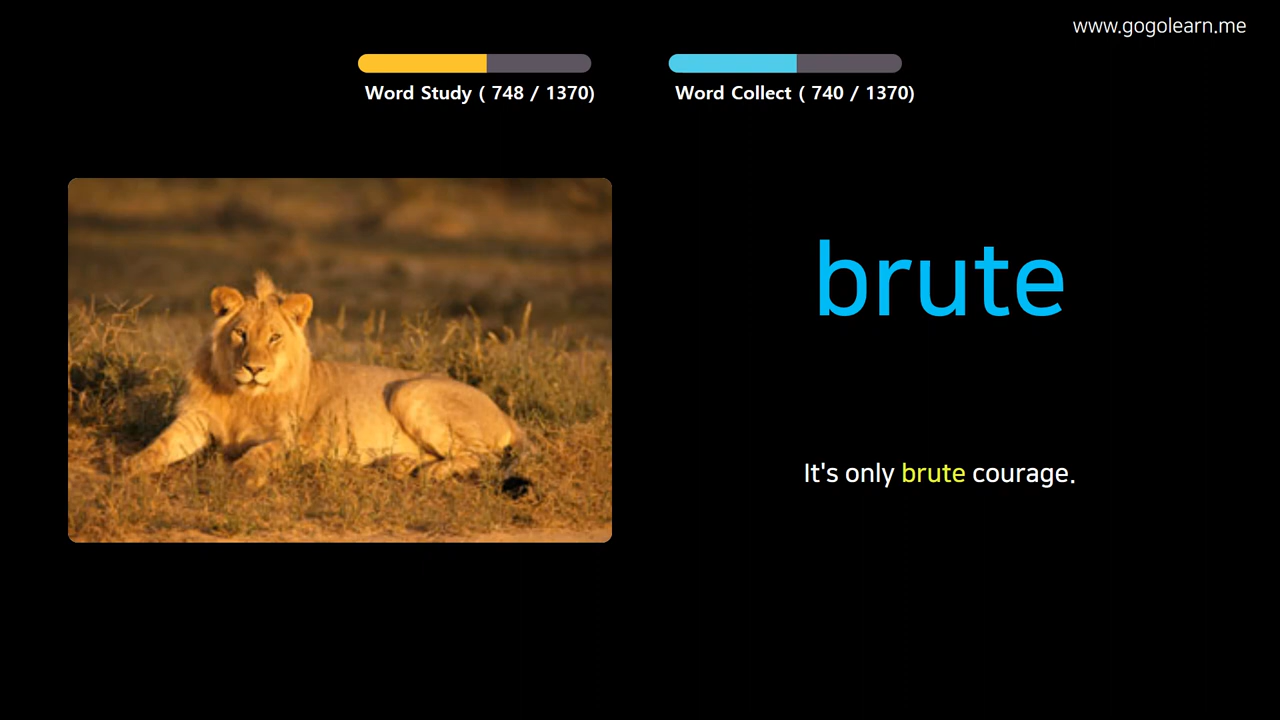 www.gogolearn.me
Word Study ( 748 / 1370)
Word Collect ( 740 / 1370)
brute
It's only brute courage.